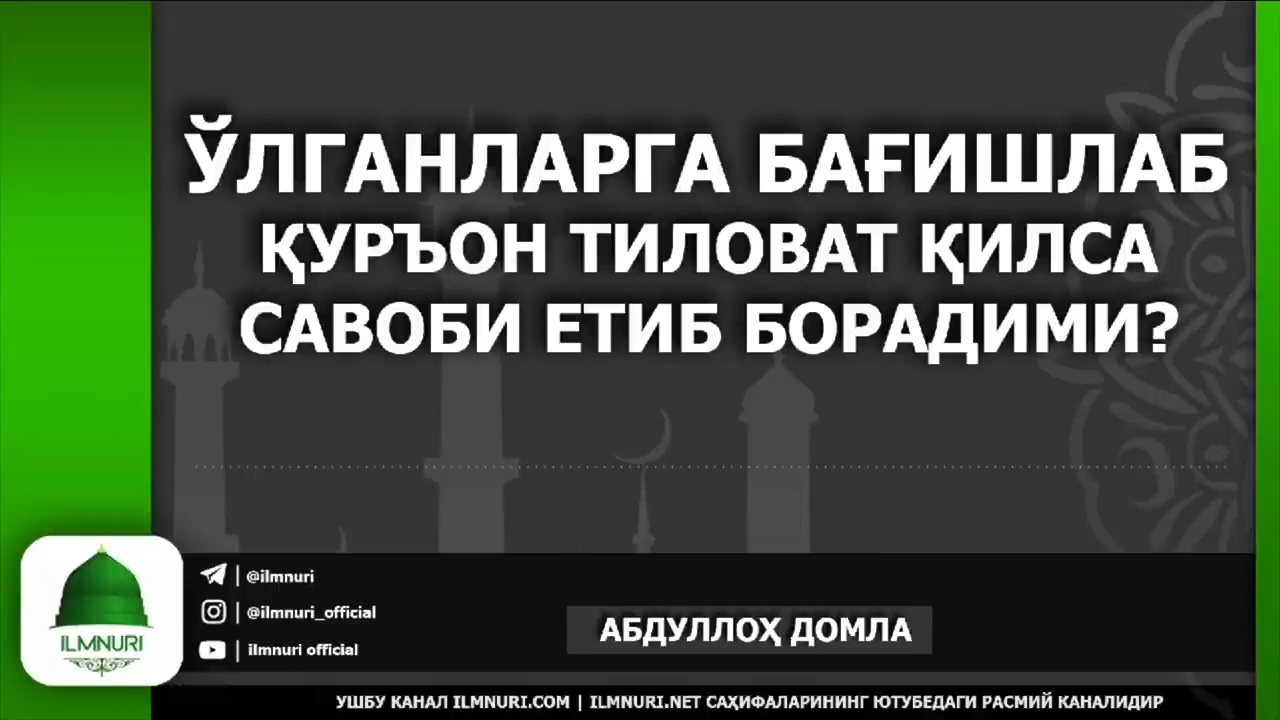 ЎЛГАНЛАРГА БАҒИШЛАБ
ҚУРЪОН ТИЛОВАТ ҚИЛСА
САВОБИ ЕТИБ БОРАДИМИ?
| @ilmnuri
| @ilmnuri_official
| ilmnuri official
ILMNURI
АБДУЛЛОҲ ДОМЛА
УШБУ КАНАЛ ILMNURI.COM | ILMNURI.NET САҲИФАЛАРИНИНГ ЮТУБЕДАГИ РАСМИЙ КАНАЛИДИР